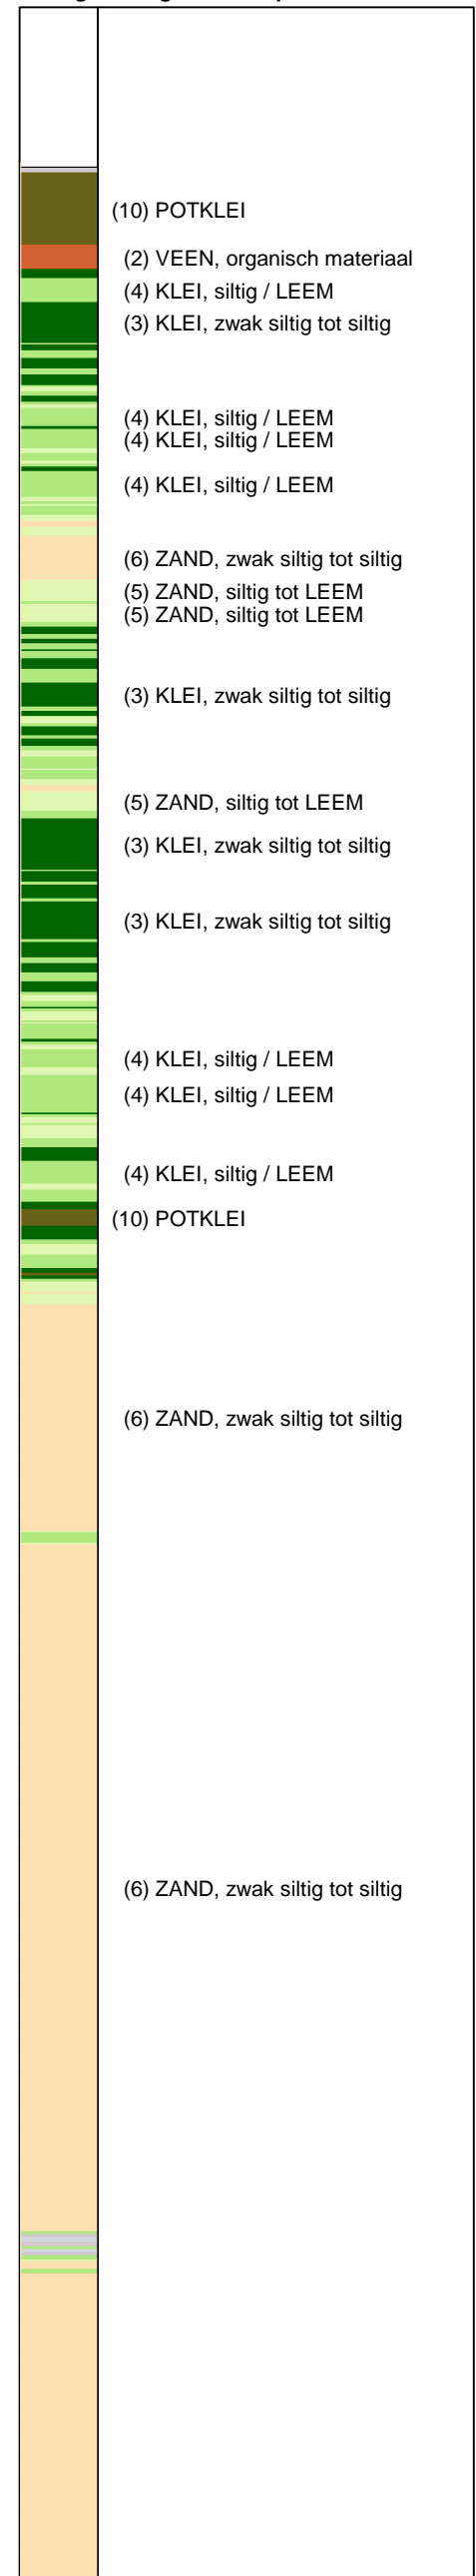 (10) POTKLEI
(2) VEEN, organisch materiaal
(4) KLEI, siltig / LEEM
(3) KLEI, zwak siltig tot siltig
(4) KLEI, siltig / LEEM
(4) KLEI, siltig / LEEM
(4) KLEI, siltig / LEEM
(6) ZAND, zwak siltig tot siltig
(5) ZAND, siltig tot LEEM
(5) ZAND, siltig tot LEEM
(3) KLEI, zwak siltig tot siltig
(5) ZAND, siltig tot LEEM
(3) KLEI, zwak siltig tot siltig
(3) KLEI, zwak siltig tot siltig
(4) KLEI, siltig / LEEM
(4) KLEI, siltig / LEEM
(4) KLEI, siltig / LEEM
(10) POTKLEI
(6) ZAND, zwak siltig tot siltig
(6) ZAND, zwak siltig tot siltig